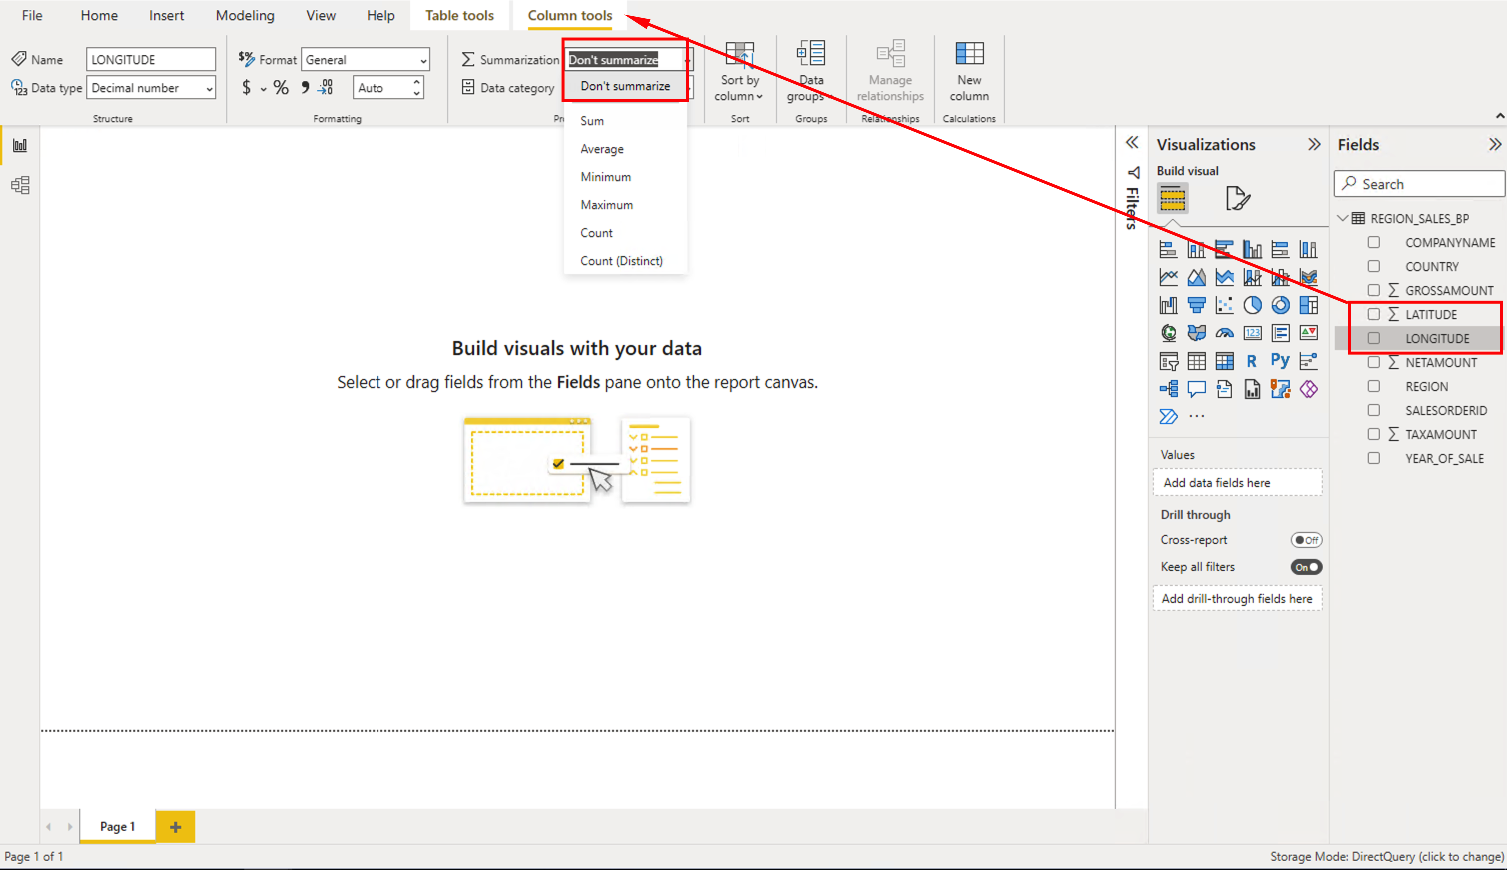 File Home Insert Modeling View Help Table tools Column tools
Name LONGITUDE
Data type Decimal number
Structure
$% Format General
$ % 9 .00 Auto
Formatting
Summarization Don't summarize
Data category
Don't summarize
Sum
Average
Minimum
Maximum
Count
Count (Distinct)
Sort by
column
Sort
Data
groups
Groups
Manage
relationships
Relationships
New
column
Calculations
Build visuals with your data
Select or drag fields from the Fields pane onto the report canvas.
Filters
Visualizations
Build visual
123
R Py
...
Values
Add data fields here
Drill through
Cross-report Off
Keep all filters On
Add drill-through fields here
Fields
Search
REGION_SALES_BP
COMPANYNAME
COUNTRY
∑ GROSSAMOUNT
∑ LATITUDE
LONGITUDE
∑ NETAMOUNT
REGION
SALESORDERID
∑ TAXAMOUNT
YEAR_OF_SALE
Page 1 +
Page 1 of 1
Storage Mode: DirectQuery (click to change)